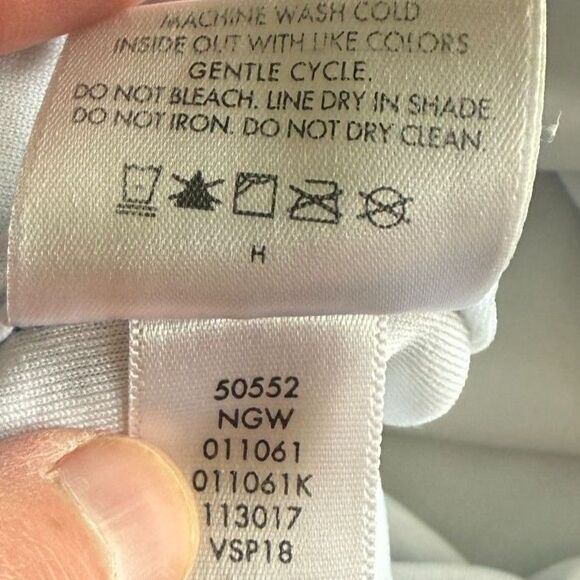 MACHINE WASH COLD
INSIDE OUT WITH LIKE COLORS
GENTLE CYCLE.
DO NOT BLEACH. LINE DRY IN SHADE.
DO NOT IRON. DO NOT DRY CLEAN.
H
50552
NGW
011061
011061K
113017
VSP18